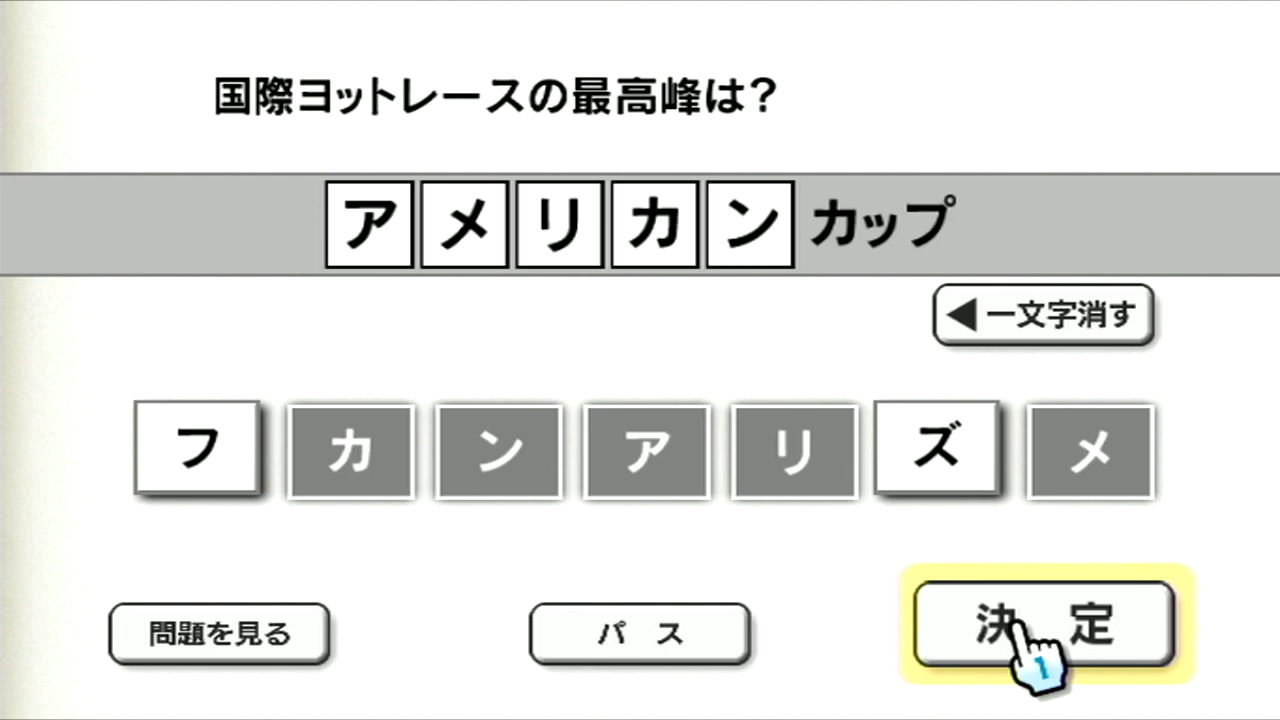 国際ヨットレースの最高峰は?
アメリカンカップ
◀一文字消す
フ カ ン ア リ ズ メ
問題を見る パ ス 決 定
1